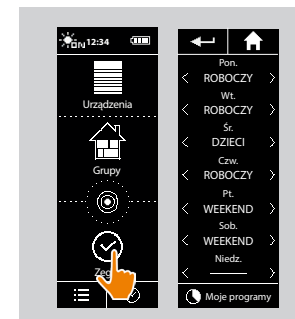 ON 12:34
Urządzenia
Grupy
Pon.
ROBOCZY
Wt.
ROBOCZY
Śr.
DZIECI
Czw.
ROBOCZY
Pt.
WEEKEND
Sob.
WEEKEND
Niedz.
Moje programy